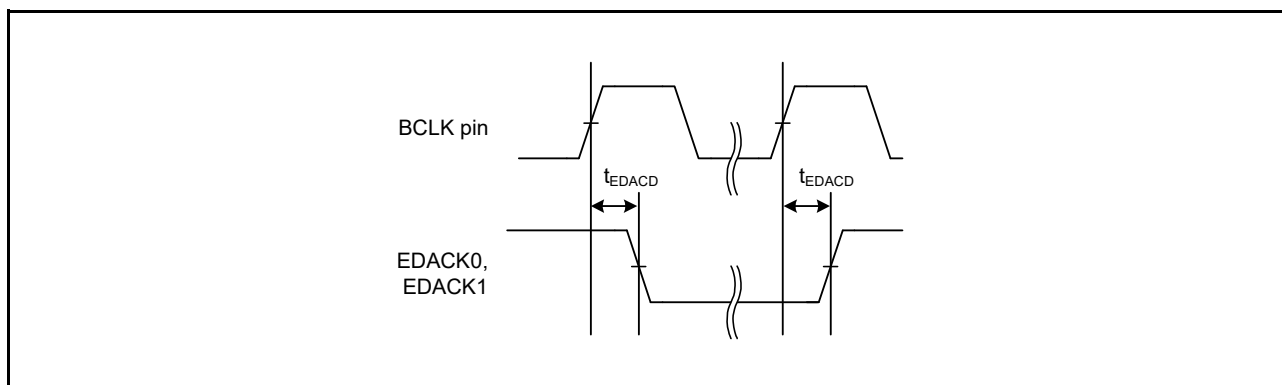 BCLK pin
tEDACD
tEDACD
EDACK0,
EDACK1